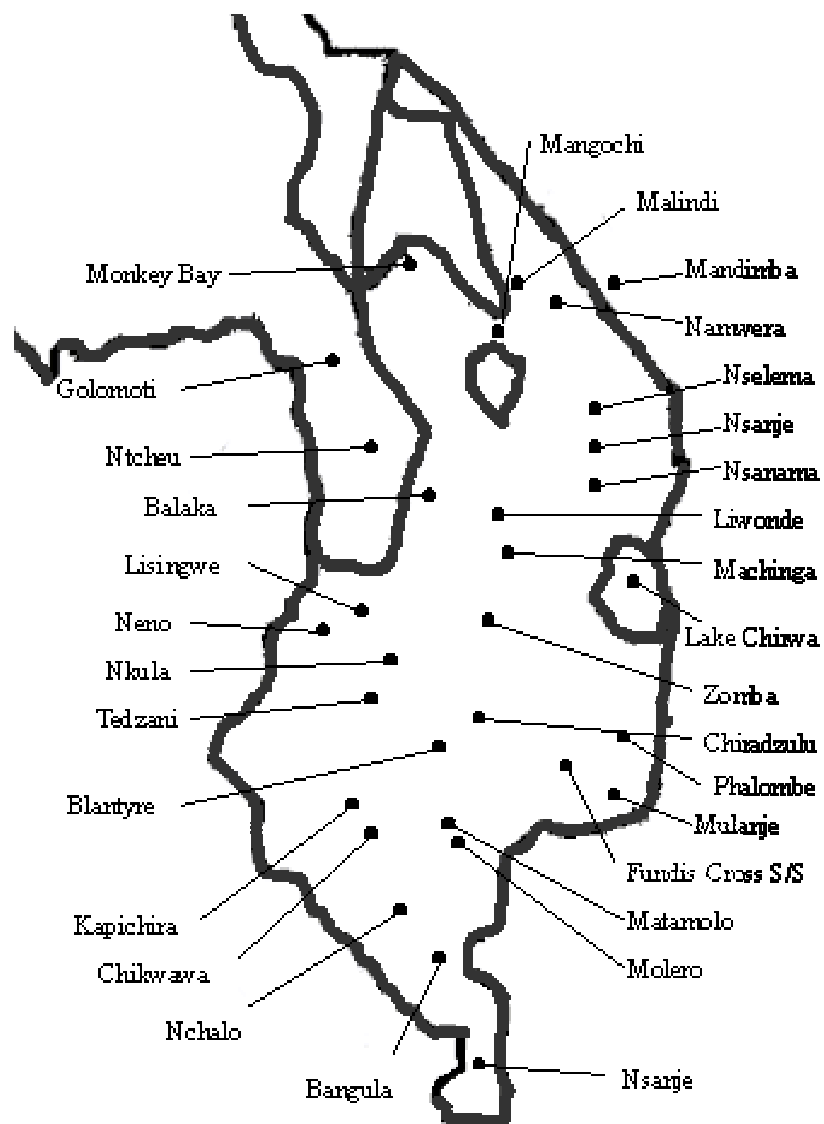 Mangochi
Malindi
Monkey Bay
Mandimba
Namwera
Golomoti
Nselema
Nsanje
Ntcheu
Nsanama
Balaka
Liwonde
Lisingwe
Machinga
Neno
Lake Chirwa
Nkula
Zomba
Tedzani
Chiradzulu
Phalombe
Blantyre
Mulanje
Fundis Cross S/S
Kapichira
Matamolo
Chikwawa
Molero
Nchalo
Bangula
Nsanje